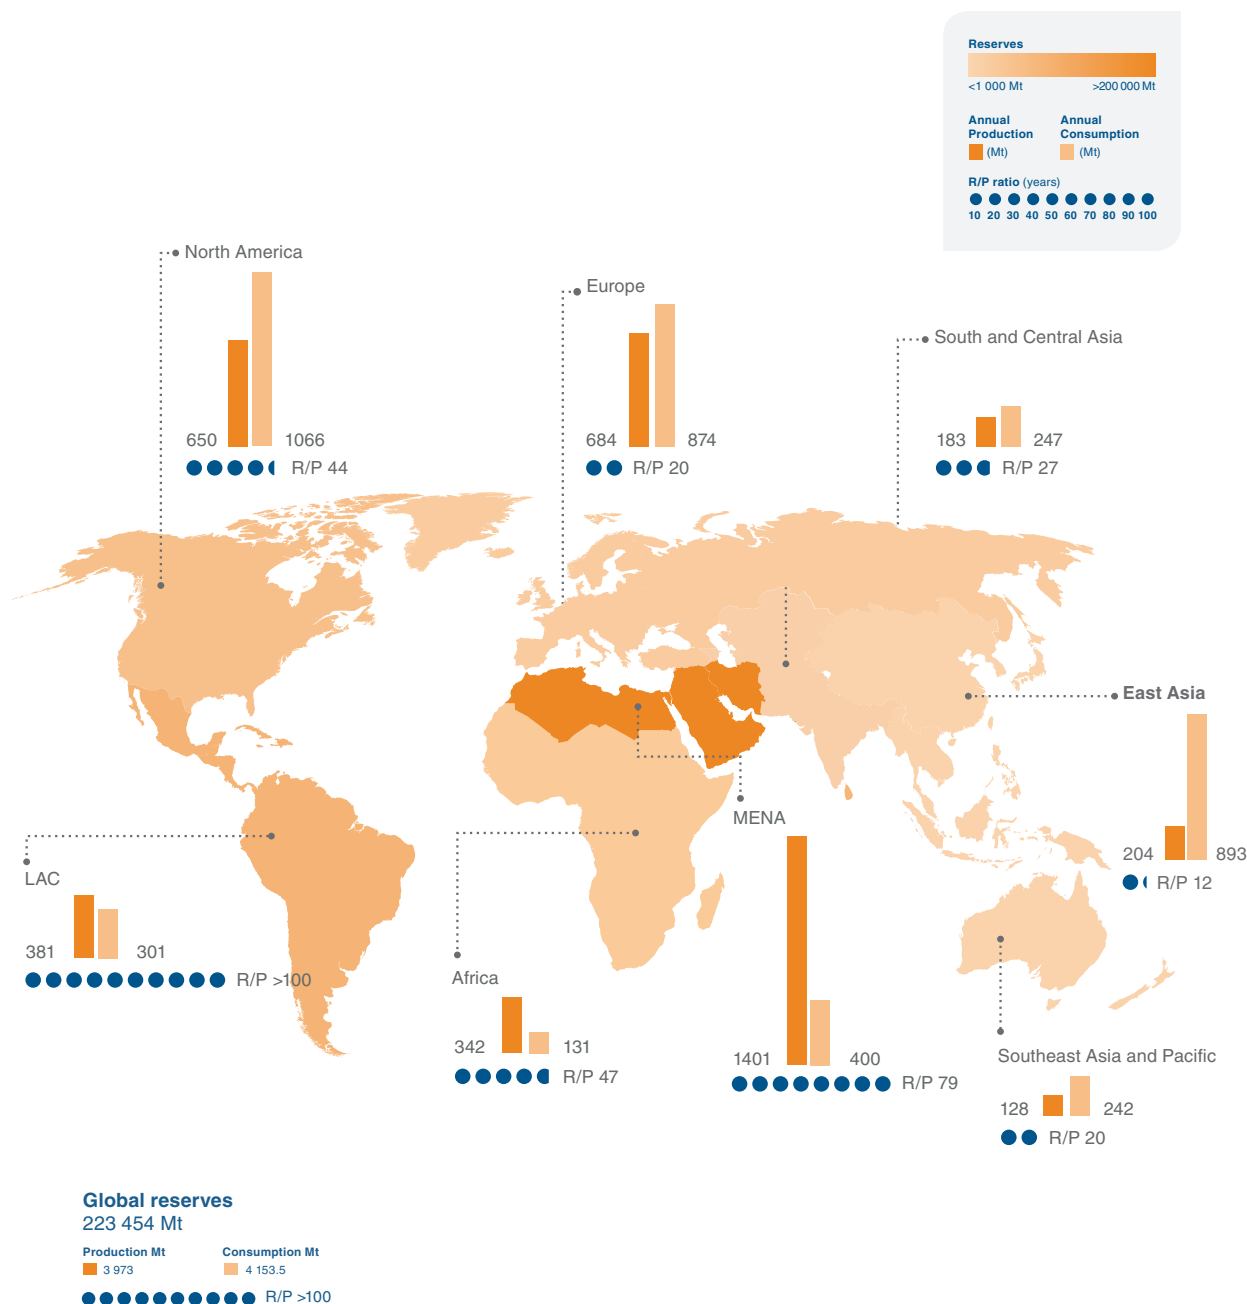 Reserves
<1 000 Mt >200 000 Mt
Annual Production Annual Consumption
(Mt) (Mt)
R/P ratio (years)
10 20 30 40 50 60 70 80 90 100
North America
650 1066
R/P 44
Europe
684 874
R/P 20
South and Central Asia
183 247
R/P 27
East Asia
204 893
R/P 12
MENA
1401 400
R/P 79
LAC
381 301
R/P >100
Africa
342 131
R/P 47
Southeast Asia and Pacific
128 242
R/P 20
Global reserves
223 454 Mt
Production Mt Consumption Mt
3 973 4 153.5
R/P >100